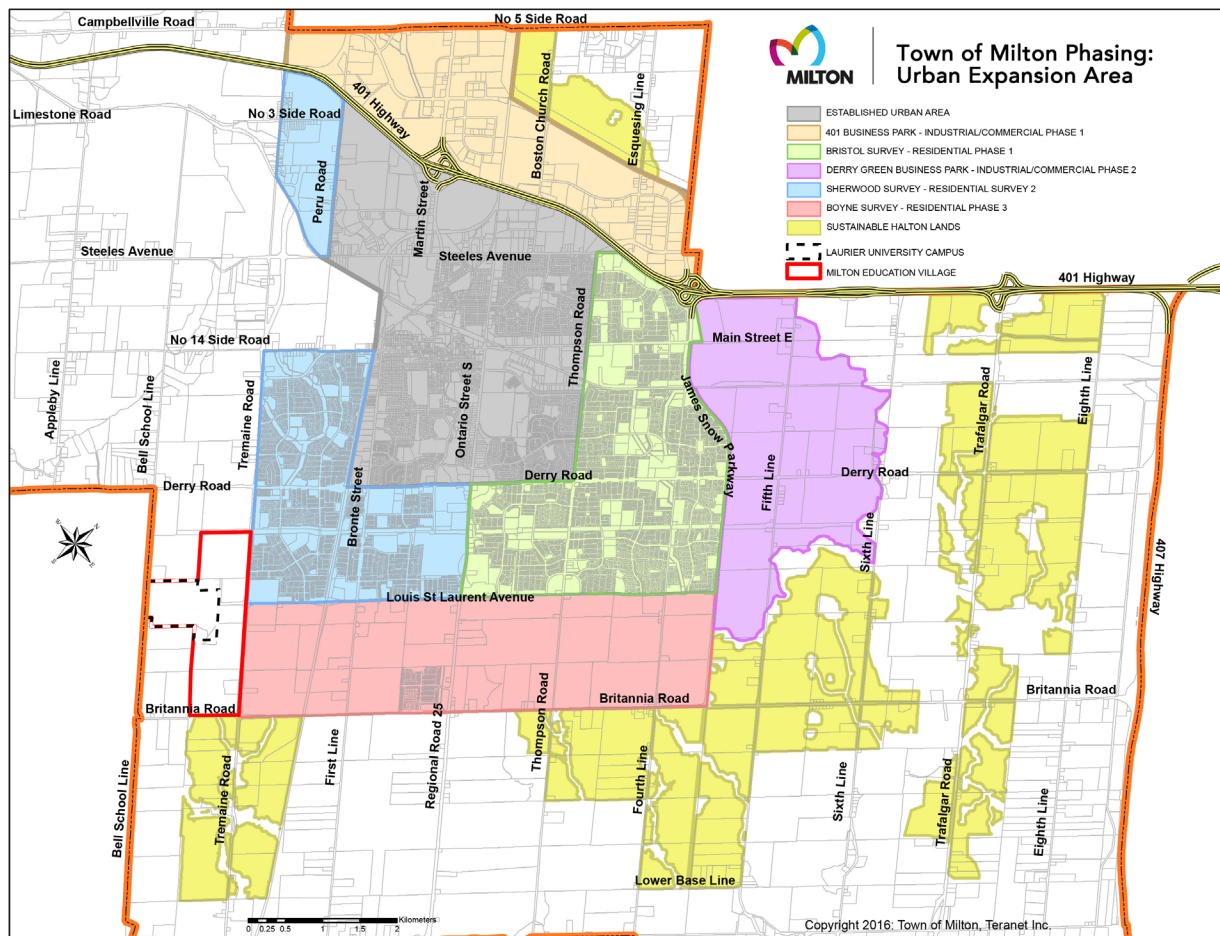 Campbellville Road
No 5 Side Road
MILTON
Town of Milton Phasing:
Urban Expansion Area
ESTABLISHED URBAN AREA
401 BUSINESS PARK - INDUSTRIAL/COMMERCIAL PHASE 1
BRISTOL SURVEY - RESIDENTIAL PHASE 1
DERRY GREEN BUSINESS PARK - INDUSTRIAL/COMMERCIAL PHASE 2
SHERWOOD SURVEY - RESIDENTIAL SURVEY 2
BOYNE SURVEY - RESIDENTIAL PHASE 3
SUSTAINABLE HALTON LANDS
LAURIER UNIVERSITY CAMPUS
MILTON EDUCATION VILLAGE
401 Highway
Boston Church Road
Esquesing Line
Limestone Road
No 3 Side Road
Peru Road
Martin Street
Steeles Avenue
Steeles Avenue
401 Highway
Thompson Road
No 14 Side Road
Main Street E
Appleby Line
Bell School Line
Tremaine Road
Ontario Street S
James Snow Parkway
Trafalgar Road
Eighth Line
Derry Road
Derry Road
Derry Road
Bronte Street
Fifth Line
Sixth Line
407 Highway
W
N
S
E
Louis St Laurent Avenue
Britannia Road
Britannia Road
Britannia Road
Bell School Line
Tremaine Road
First Line
Regional Road 25
Thompson Road
Fourth Line
Sixth Line
Trafalgar Road
Eighth Line
Lower Base Line
Kilometers
0 0.25 0.5 1 1.5 2
Copyright 2016: Town of Milton, Teranet Inc.